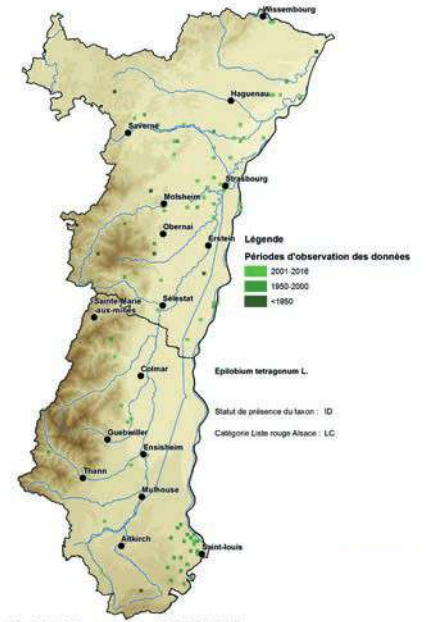 Wissembourg
Haguenau
Saverne
Strasbourg
Molsheim
Obernai
Erstein
Légende
Périodes d'observation des données
2001-2016
1950-2000
<1950
Sainte-Marie
-aux-mines
Sélestat
Colmar
Epilobium tetragonum L.
Statut de présence du taxon : ID
Catégorie Liste rouge Alsace : LC
Guebwiller
Ensisheim
Thann
Mulhouse
Altkirch
Saint-louis